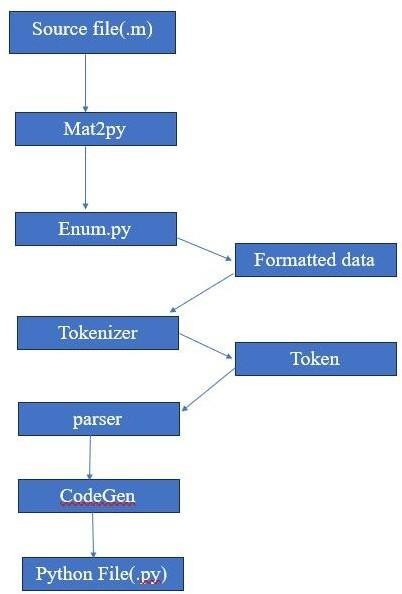 Source file(.m)
Mat2py
Enum.py
Formatted data
Tokenizer
Token
parser
CodeGen
Python File(.py)